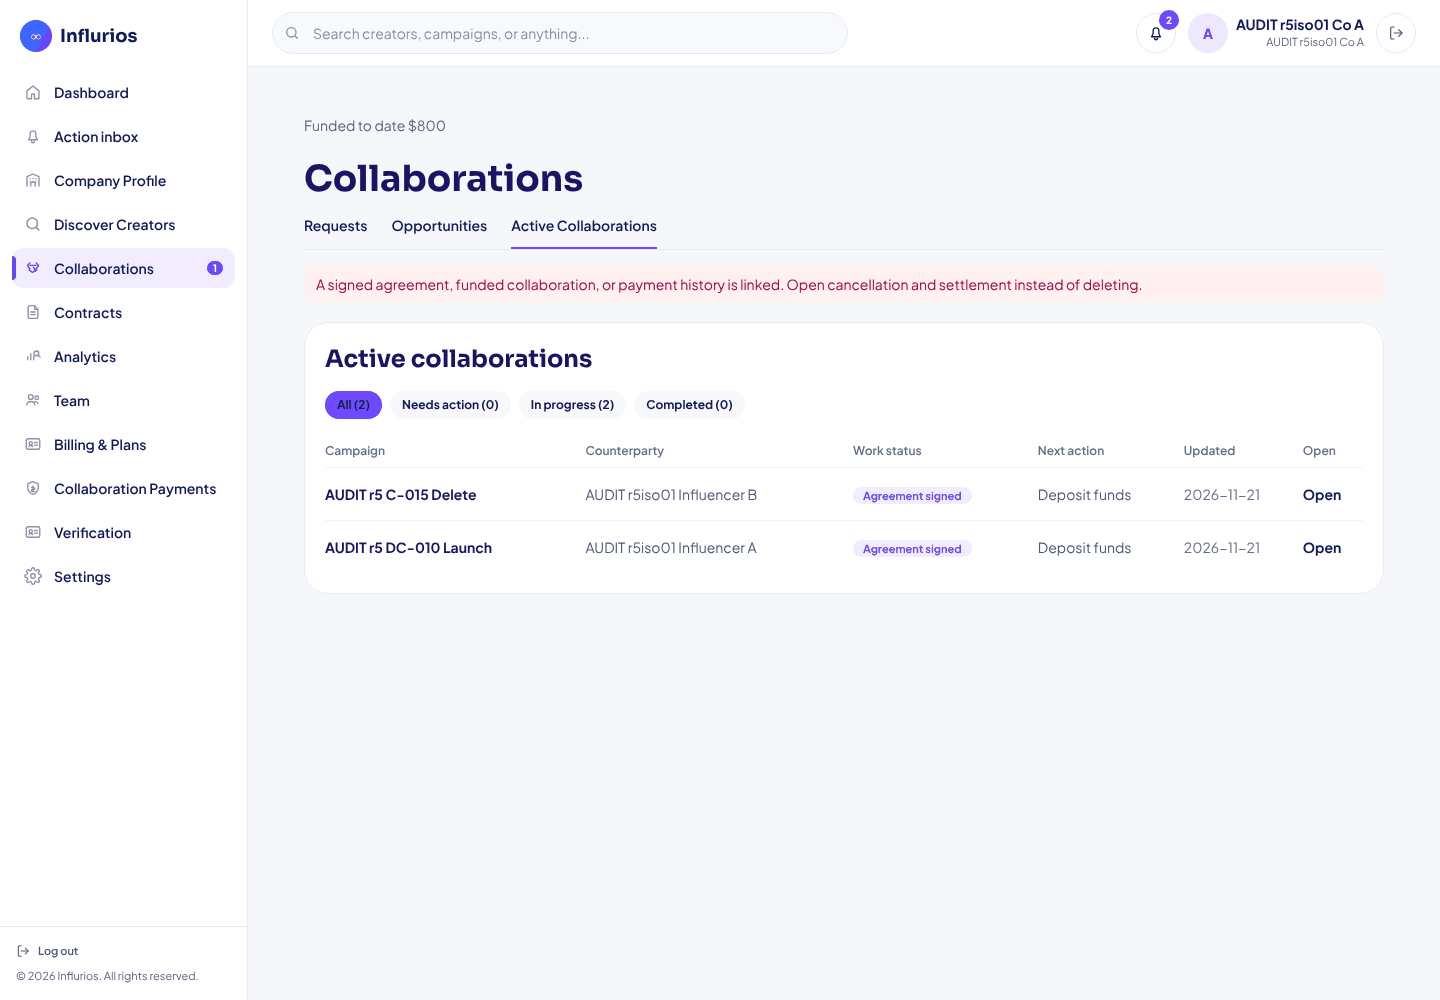 Influrios
Search creators, campaigns, or anything...
2
A
AUDIT r5iso01 Co A
AUDIT r5iso01 Co A
Dashboard
Action inbox
Company Profile
Discover Creators
Collaborations 1
Contracts
Analytics
Team
Billing & Plans
Collaboration Payments
Verification
Settings
Log out
© 2026 Influrios. All rights reserved.
Funded to date $800
Collaborations
Requests Opportunities Active Collaborations
A signed agreement, funded collaboration, or payment history is linked. Open cancellation and settlement instead of deleting.
Active collaborations
All (2) Needs action (0) In progress (2) Completed (0)
Campaign Counterparty Work status Next action Updated Open
AUDIT r5 C-015 Delete AUDIT r5iso01 Influencer B Agreement signed Deposit funds 2026-11-21 Open
AUDIT r5 DC-010 Launch AUDIT r5iso01 Influencer A Agreement signed Deposit funds 2026-11-21 Open